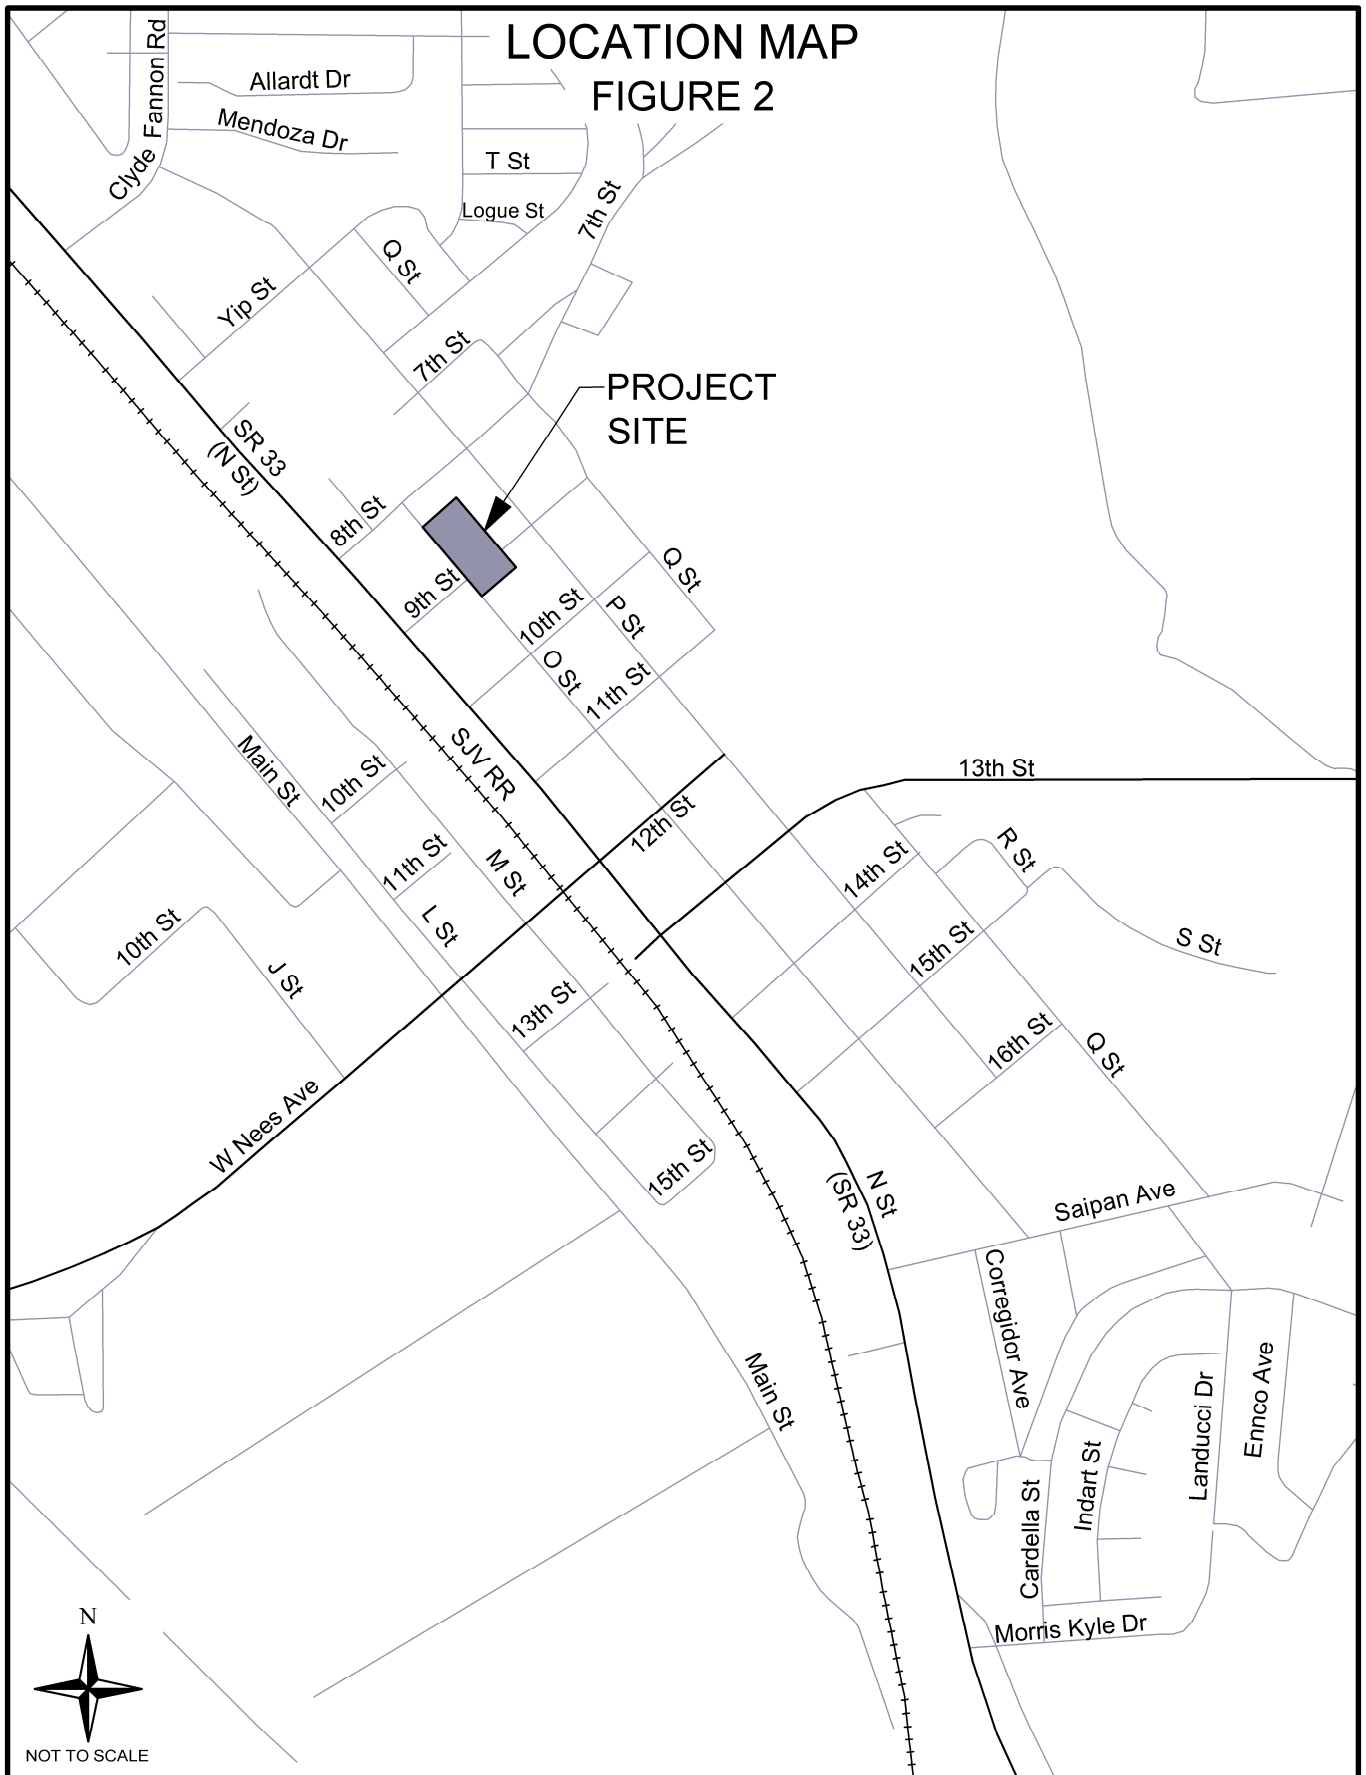 LOCATION MAP
FIGURE 2
Clyde Fannon Rd
Allardt Dr
Mendoza Dr
T St
Logue St
7th St
Q St
Yip St
7th St
PROJECT
SITE
SR 33
(N St)
8th St
9th St
Q St
10th St
P St
O St
11th St
SJV RR
Main St
10th St
13th St
12th St
11th St
M St
14th St
R St
L St
10th St
15th St
S St
J St
13th St
16th St
Q St
W Nees Ave
15th St
N St
(SR 33)
Saipan Ave
Corregidor Ave
Main St
Ennco Ave
Landucci Dr
Indart St
Cardella St
Morris Kyle Dr
N
NOT TO SCALE